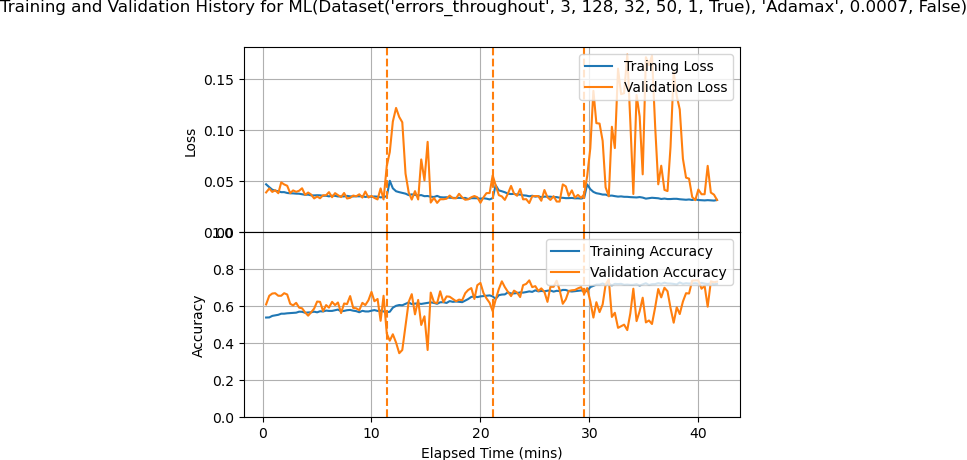 Training and Validation History for ML(Dataset('errors_throughout', 3, 128, 32, 50, 1, True), 'Adamax', 0.0007, False)
0.15
0.10
0.05
0.00
Loss
Training Loss
Validation Loss
1.0
0.8
0.6
0.4
0.2
0.0
Accuracy
Training Accuracy
Validation Accuracy
0
10
20
30
40
Elapsed Time (mins)